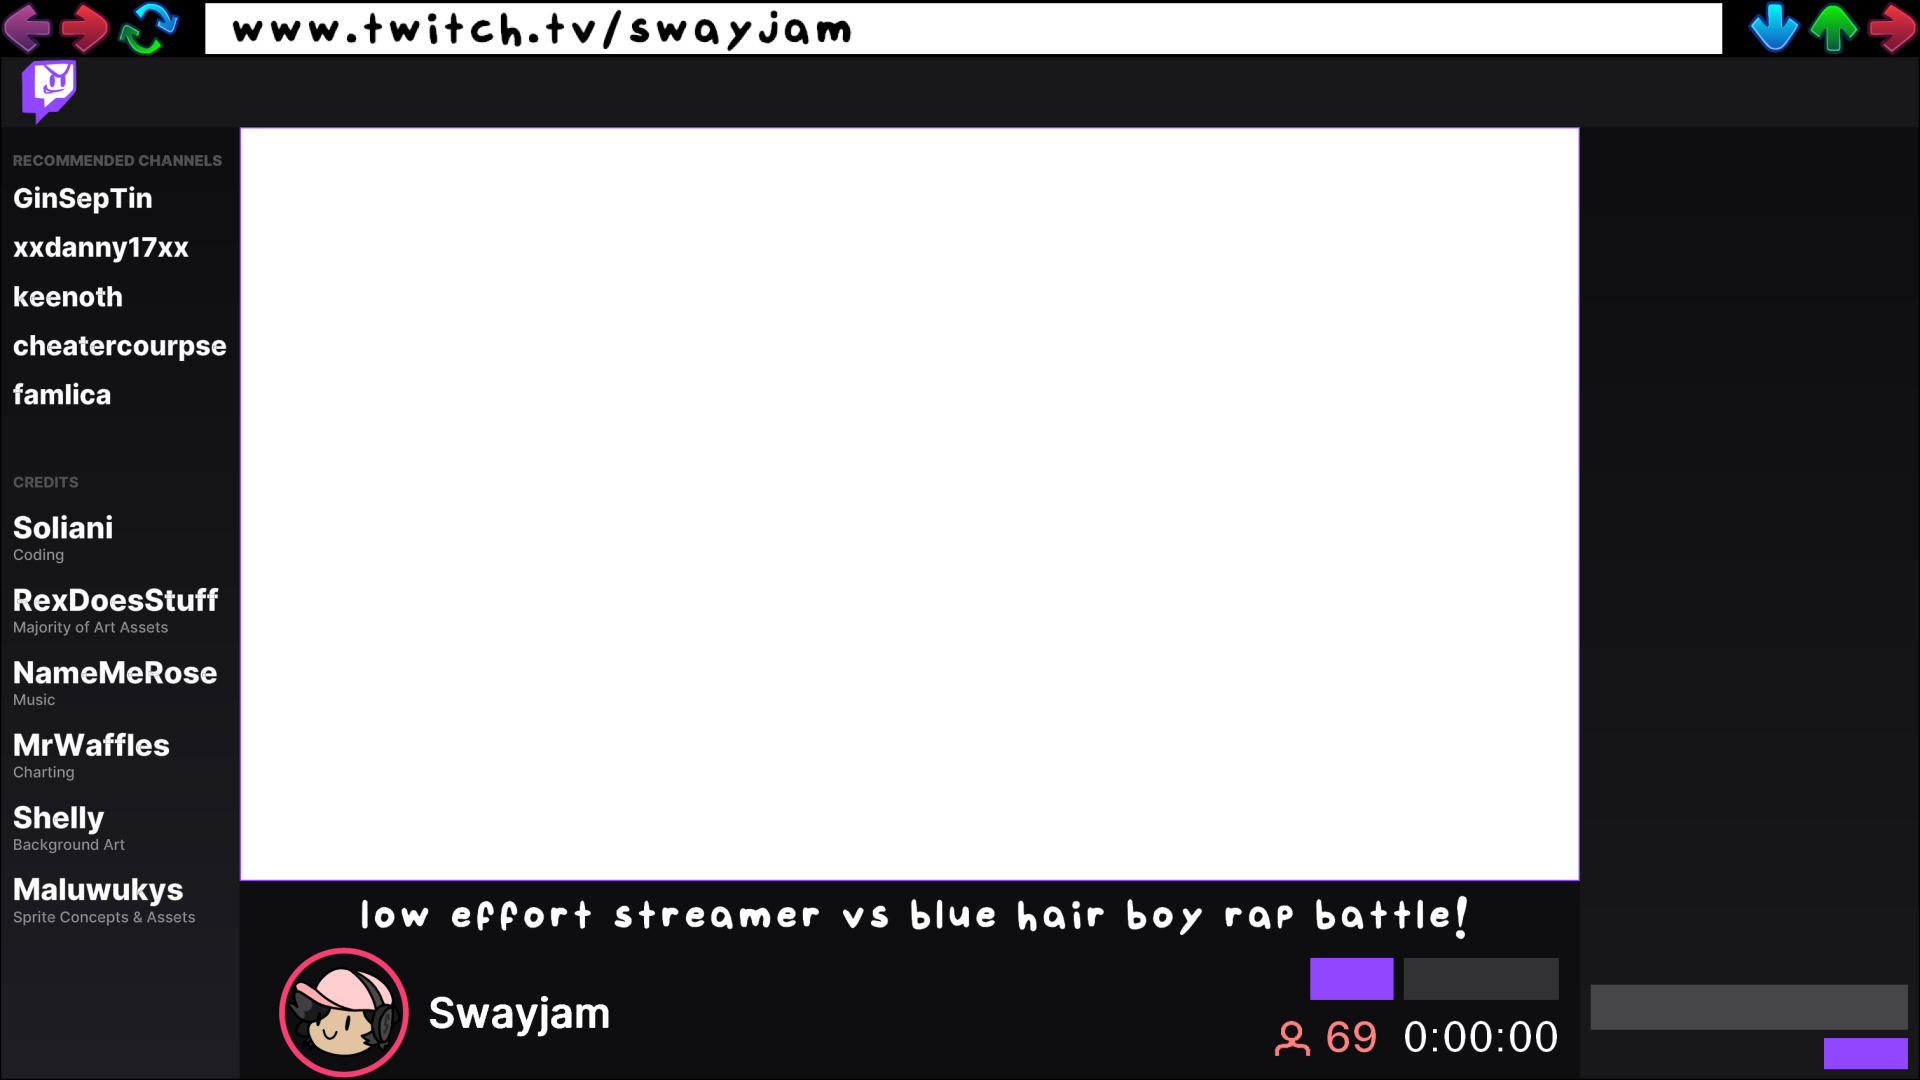 www.twitch.tv/swayjam
RECOMMENDED CHANNELS
GinSepTin
xxdanny17xx
keenoth
cheatercourpse
famlica
CREDITS
Soliani
Coding
RexDoesStuff
Majority of Art Assets
NameMeRose
Music
MrWaffles
Charting
Shelly
Background Art
Maluwukys
Sprite Concepts & Assets
low effort streamer vs blue hair boy rap battle!
Swayjam
69 0:00:00